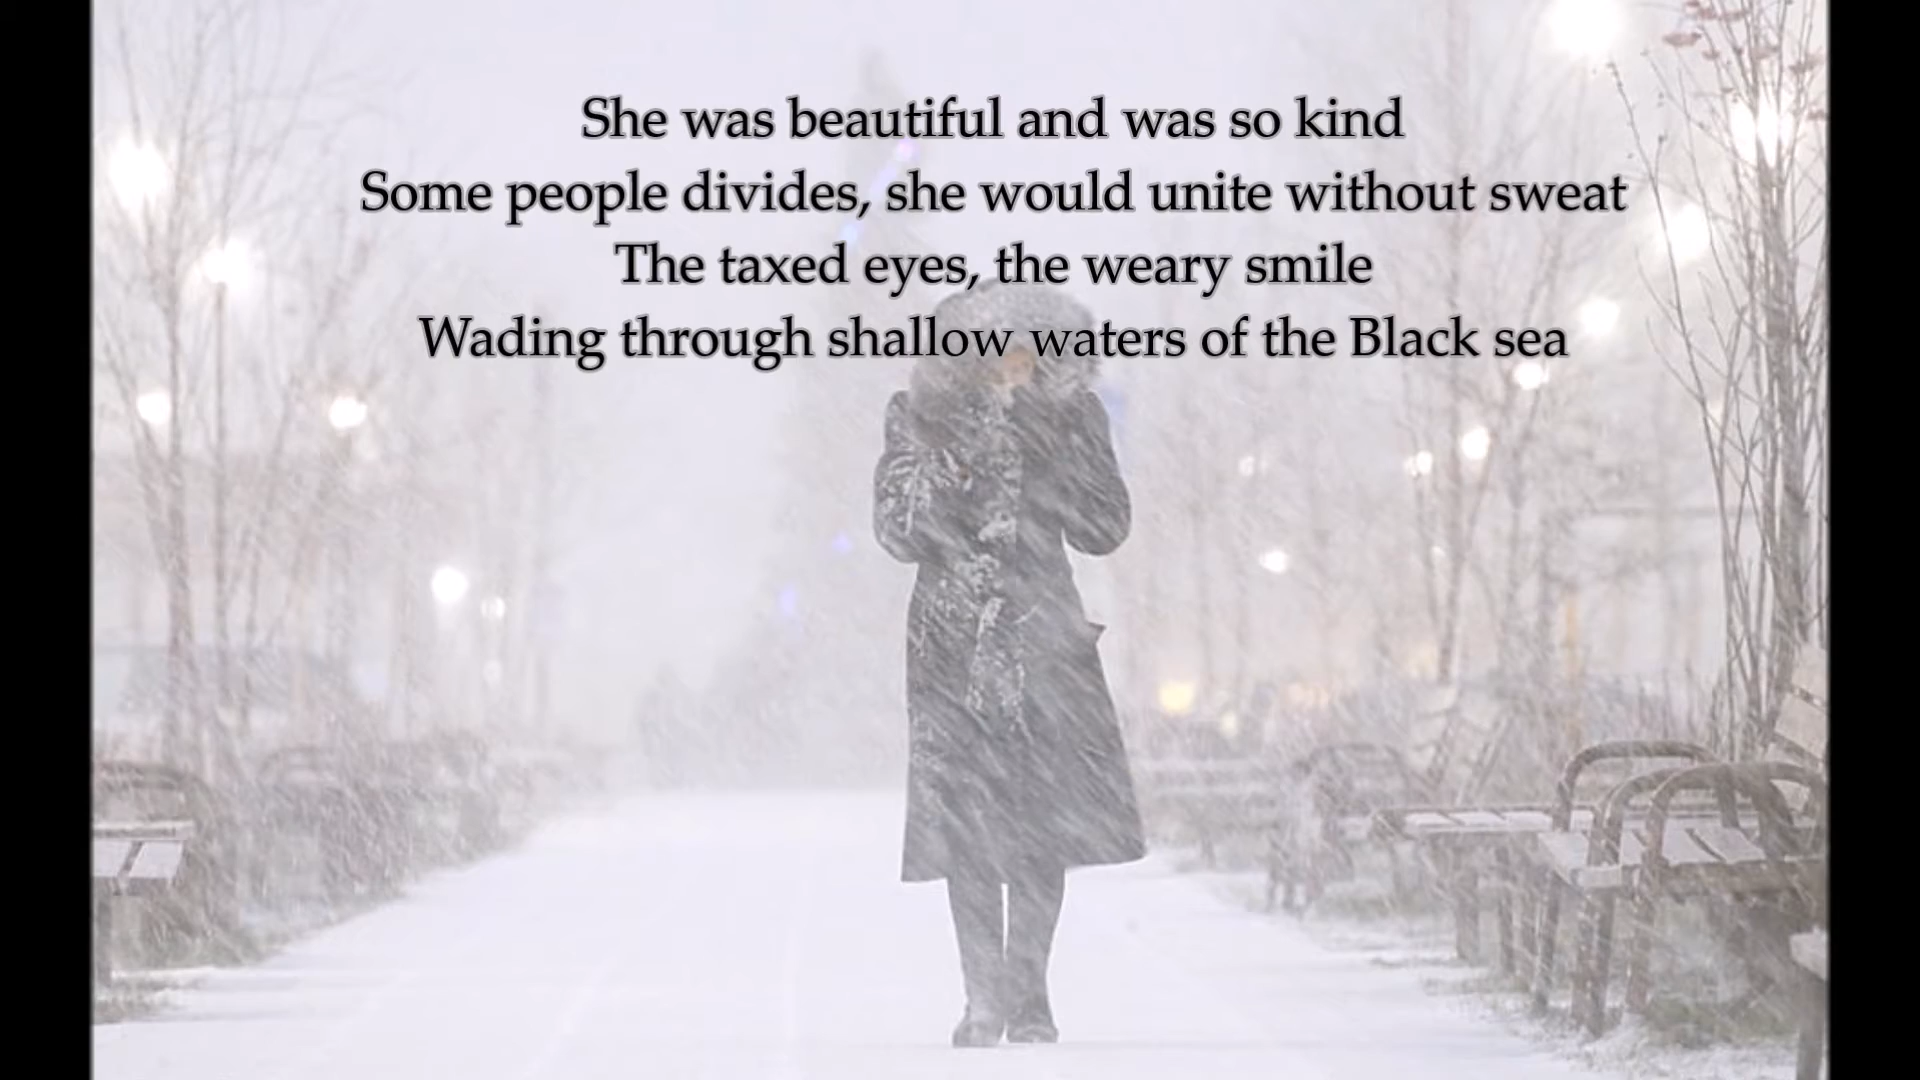 She was beautiful and was so kind
Some people divides, she would unite without sweat
The taxed eyes, the weary smile
Wading through shallow waters of the Black sea